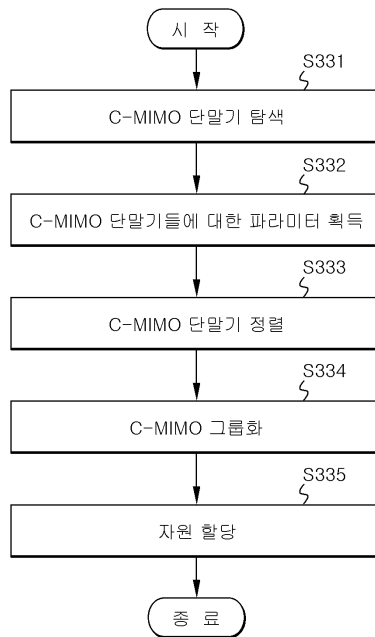 시 작
S331
C-MIMO 단말기 탐색
S332
C-MIMO 단말기들에 대한 파라미터 획득
S333
C-MIMO 단말기 정렬
S334
C-MIMO 그룹화
S335
자원 할당
종 료